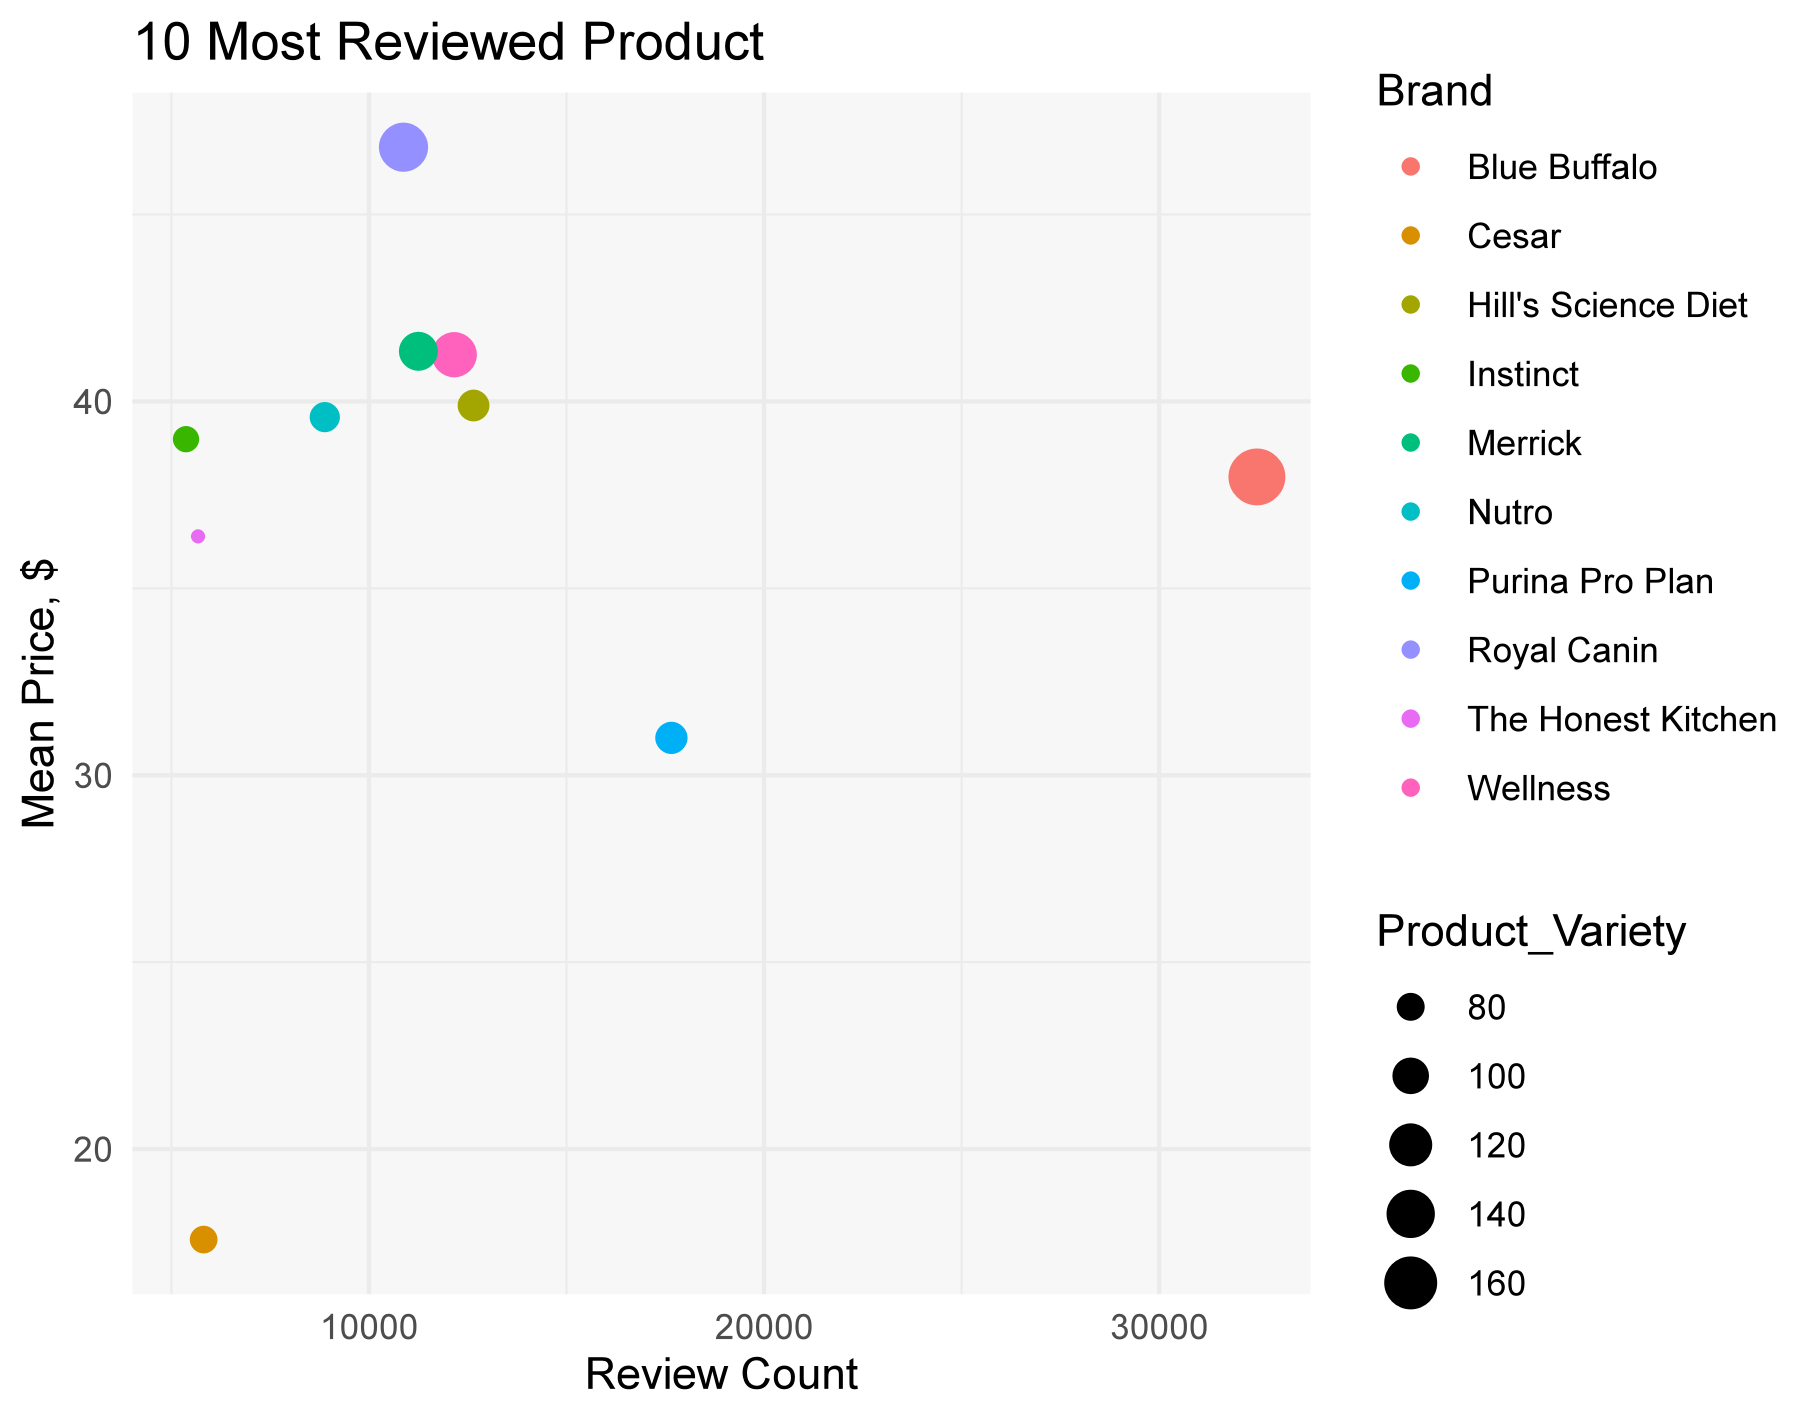 10 Most Reviewed Product
Mean Price, $
40
30
20
10000 20000 30000
Review Count
Brand
Blue Buffalo
Cesar
Hill's Science Diet
Instinct
Merrick
Nutro
Purina Pro Plan
Royal Canin
The Honest Kitchen
Wellness
Product_Variety
80
100
120
140
160